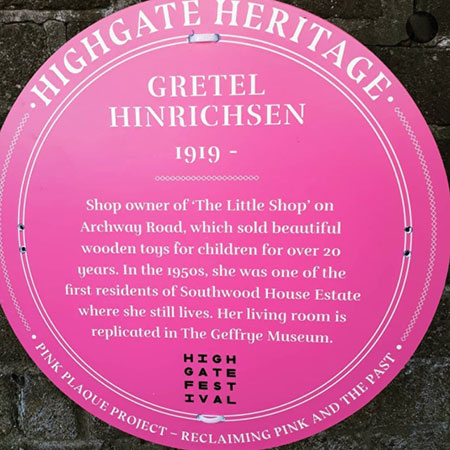 · HIGHGATE HERITAGE ·
GRETEL
HINRICHSEN
1919 -
Shop owner of ‘The Little Shop’ on
Archway Road, which sold beautiful
wooden toys for children for over 20
years. In the 1950s, she was one of the
first residents of Southwood House Estate
where she still lives. Her living room is
replicated in The Geffrye Museum.
HIGH
GATE
FEST
IVAL
· PINK PLAQUE PROJECT – RECLAIMING PINK AND THE PAST ·